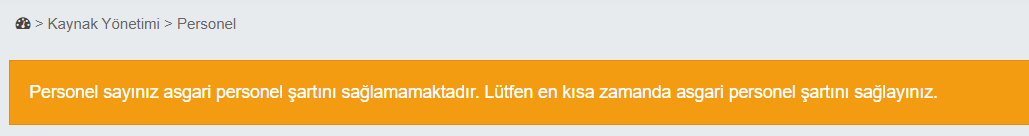 > Kaynak Yönetimi > Personel
Personel sayınız asgari personel şartını sağlamamaktadır. Lütfen en kısa zamanda asgari personel şartını sağlayınız.